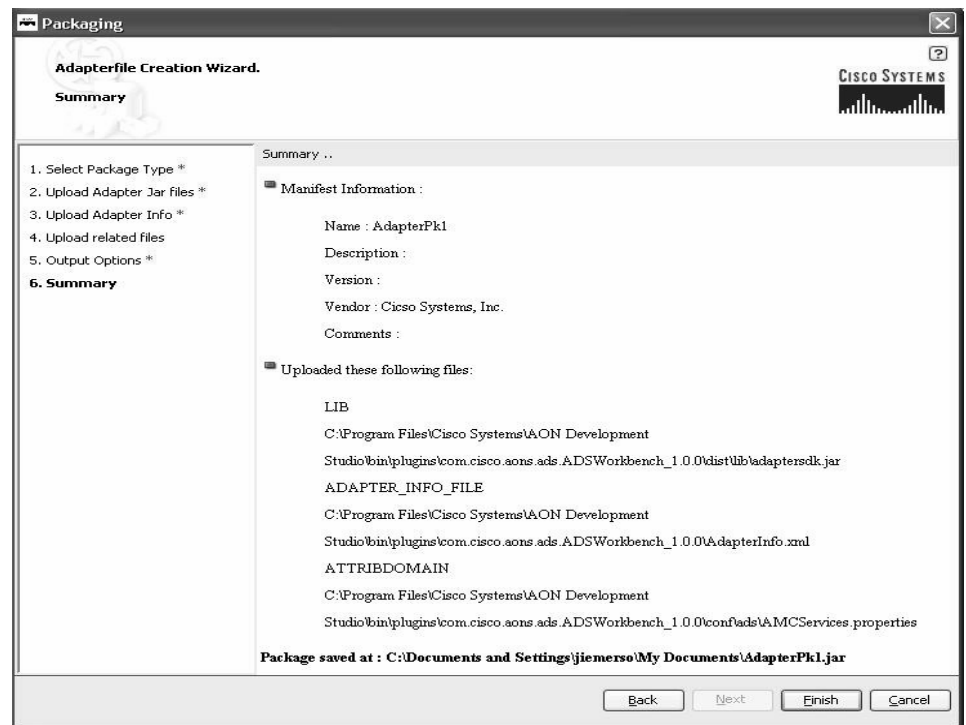 Packaging
Adapterfile Creation Wizard.
Summary
?
CISCO SYSTEMS
1. Select Package Type *
2. Upload Adapter Jar files *
3. Upload Adapter Info *
4. Upload related files
5. Output Options *
6. Summary
Summary ..
Manifest Information :
Name : AdapterPk1
Description :
Version :
Vendor : Cicso Systems, Inc.
Comments :
Uploaded these following files:
LIB
C:\Program Files\Cisco Systems\AON Development
Studio\bin\plugins\com.cisco.aons.ads.ADSWorkbench_1.0.0\dist\lib\adaptersdk.jar
ADAPTER_INFO_FILE
C:\Program Files\Cisco Systems\AON Development
Studio\bin\plugins\com.cisco.aons.ads.ADSWorkbench_1.0.0\AdapterInfo.xml
ATTRIBDOMAIN
C:\Program Files\Cisco Systems\AON Development
Studio\bin\plugins\com.cisco.aons.ads.ADSWorkbench_1.0.0\conf\ads\AMCServices.properties
Package saved at : C:\Documents and Settings\jiemerso\My Documents\AdapterPk1.jar
Back Next Finish Cancel